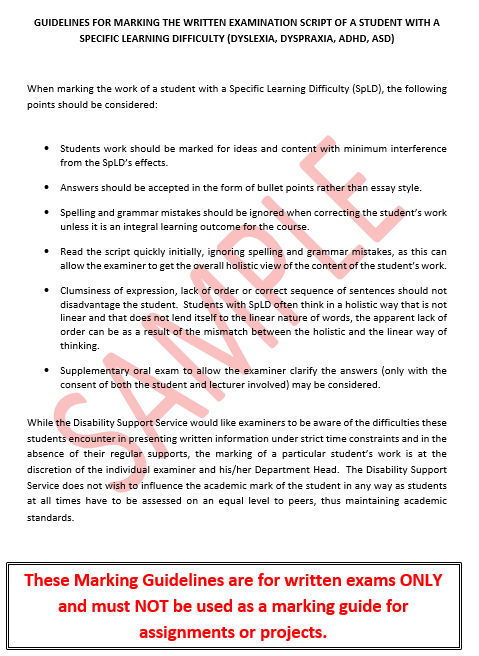 GUIDELINES FOR MARKING THE WRITTEN EXAMINATION SCRIPT OF A STUDENT WITH A
SPECIFIC LEARNING DIFFICULTY (DYSLEXIA, DYSPRAXIA, ADHD, ASD)
When marking the work of a student with a Specific Learning Difficulty (SpLD), the following
points should be considered:
• Students work should be marked for ideas and content with minimum interference
from the SpLD’s effects.
• Answers should be accepted in the form of bullet points rather than essay style.
• Spelling and grammar mistakes should be ignored when correcting the student’s work
unless it is an integral learning outcome for the course.
• Read the script quickly initially, ignoring spelling and grammar mistakes, as this can
allow the examiner to get the overall holistic view of the content of the student’s work.
• Clumsiness of expression, lack of order or correct sequence of sentences should not
disadvantage the student. Students with SpLD often think in a holistic way that is not
linear and that does not lend itself to the linear nature of words, the apparent lack of
order can be as a result of the mismatch between the holistic and the linear way of
thinking.
• Supplementary oral exam to allow the examiner clarify the answers (only with the
consent of both the student and lecturer involved) may be considered.
While the Disability Support Service would like examiners to be aware of the difficulties these
students encounter in presenting written information under strict time constraints and in the
absence of their regular supports, the marking of a particular student’s work is at the
discretion of the individual examiner and his/her Department Head. The Disability Support
Service does not wish to influence the academic mark of the student in any way as students
at all times have to be assessed on an equal level to peers, thus maintaining academic
standards.
SAMPLE
These Marking Guidelines are for written exams ONLY
and must NOT be used as a marking guide for
assignments or projects.